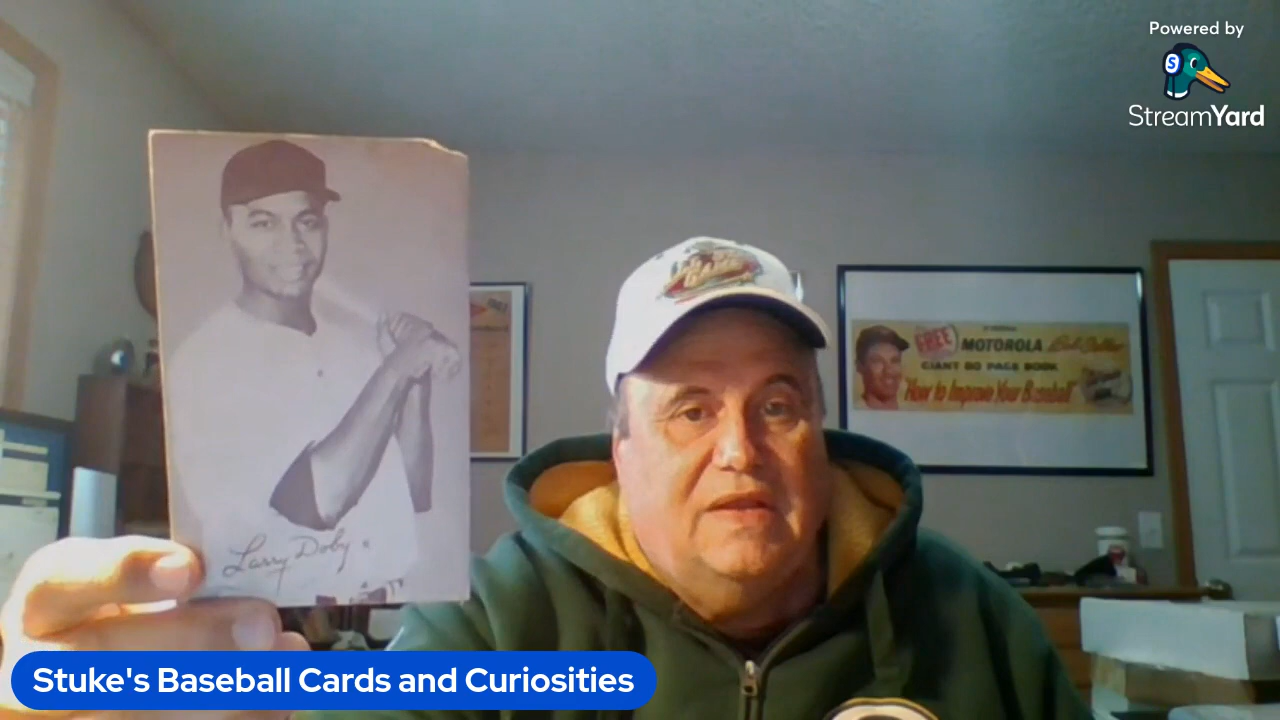 Powered by
S
StreamYard
Larry Doby
FREE
MOTOROLA
GIANT 80 PAGE BOOK
"How to Improve Your Baseball"
Stuke's Baseball Cards and Curiosities